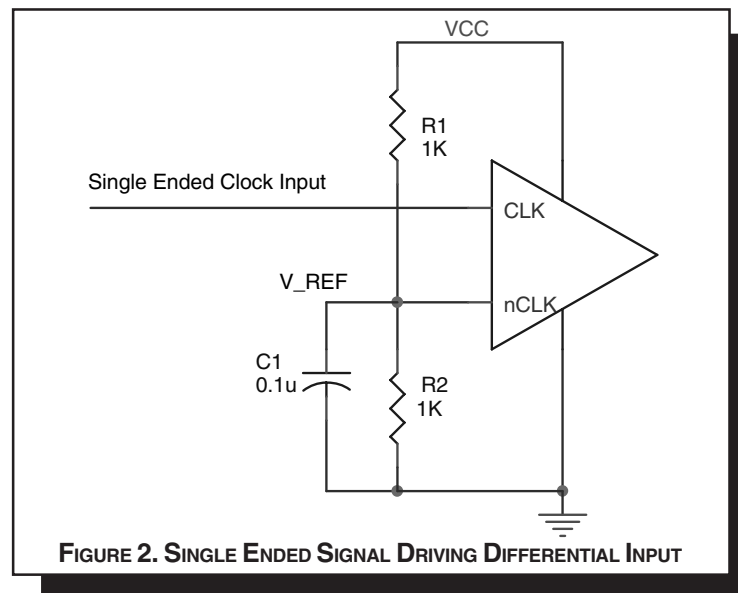 VCC
R1
1K
Single Ended Clock Input
CLK
V_REF
nCLK
C1
0.1u
R2
1K
FIGURE 2. SINGLE ENDED SIGNAL DRIVING DIFFERENTIAL INPUT